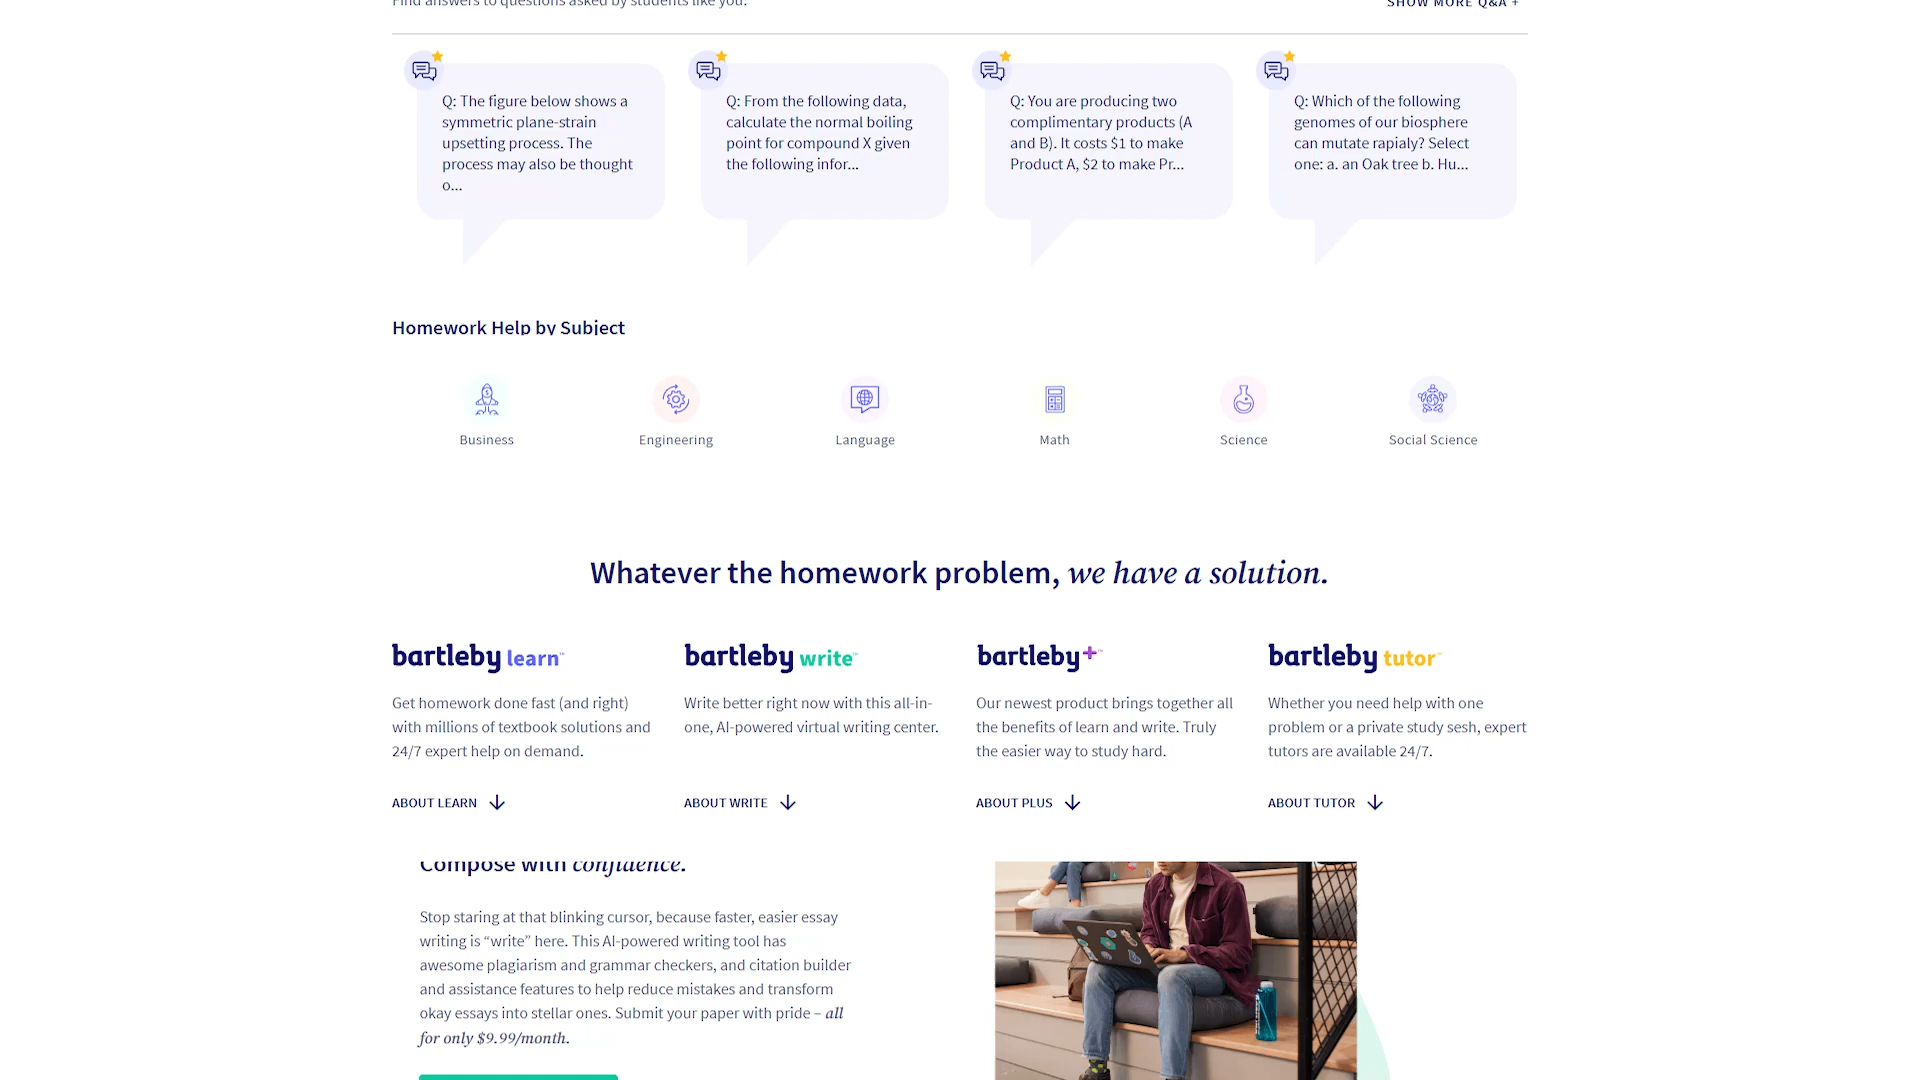 Find answers to questions asked by students like you.
SHOW MORE Q&A +
Q: The figure below shows a
symmetric plane-strain
upsetting process. The
process may also be thought
o...
Q: From the following data,
calculate the normal boiling
point for compound X given
the following infor...
Q: You are producing two
complimentary products (A
and B). It costs $1 to make
Product A, $2 to make Pr...
Q: Which of the following
genomes of our biosphere
can mutate rapialy? Select
one: a. an Oak tree b. Hu...
Homework Help by Subject
Business
Engineering
Language
Math
Science
Social Science
Whatever the homework problem, we have a solution.
bartleby learn™
Get homework done fast (and right)
with millions of textbook solutions and
24/7 expert help on demand.
ABOUT LEARN
bartleby write™
Write better right now with this all-in-
one, AI-powered virtual writing center.
ABOUT WRITE
bartleby+™
Our newest product brings together all
the benefits of learn and write. Truly
the easier way to study hard.
ABOUT PLUS
bartleby tutor™
Whether you need help with one
problem or a private study sesh, expert
tutors are available 24/7.
ABOUT TUTOR
Compose with confidence.
Stop staring at that blinking cursor, because faster, easier essay
writing is “write” here. This AI-powered writing tool has
awesome plagiarism and grammar checkers, and citation builder
and assistance features to help reduce mistakes and transform
okay essays into stellar ones. Submit your paper with pride – all
for only $9.99/month.